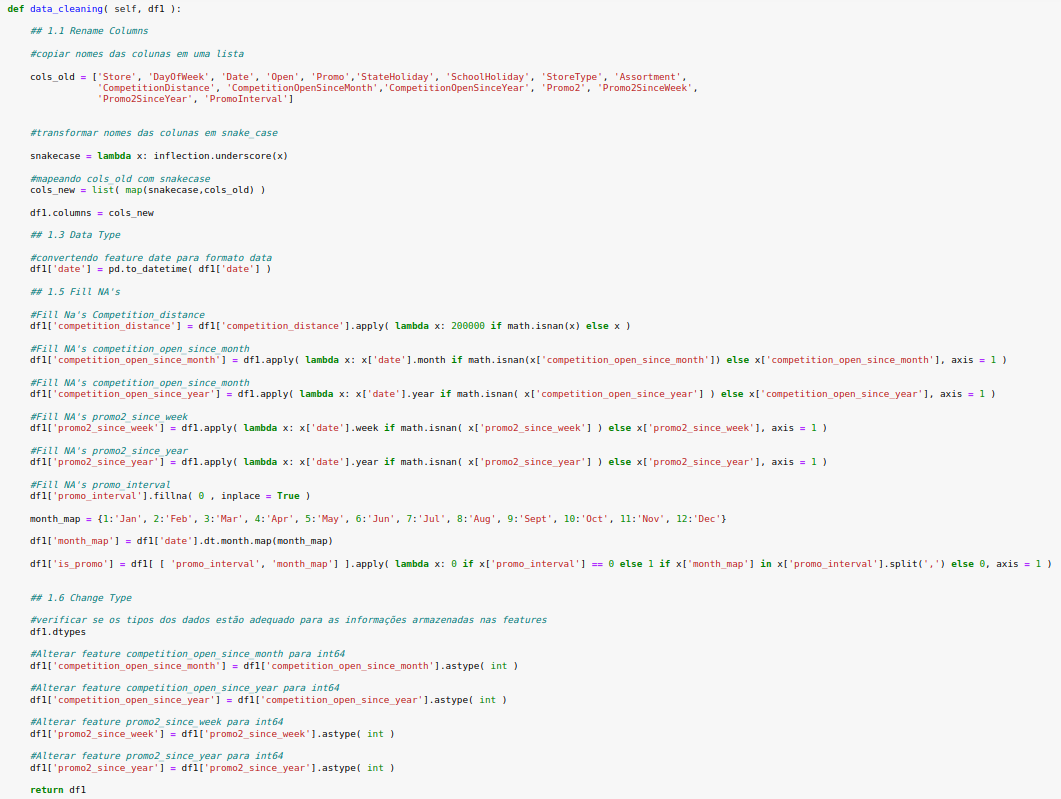 def data_cleaning( self, df1 ):
## 1.1 Rename Columns
#copiar nomes das colunas em uma lista
cols_old = ['Store', 'DayOfWeek', 'Date', 'Open', 'Promo','StateHoliday', 'SchoolHoliday', 'StoreType', 'Assortment',
'CompetitionDistance', 'CompetitionOpenSinceMonth','CompetitionOpenSinceYear', 'Promo2', 'Promo2SinceWeek',
'Promo2SinceYear', 'PromoInterval']
#transformar nomes das colunas em snake_case
snakecase = lambda x: inflection.underscore(x)
#mapeando cols_old com snakecase
cols_new = list( map(snakecase,cols_old) )
df1.columns = cols_new
## 1.3 Data Type
#convertendo feature date para formato data
df1['date'] = pd.to_datetime( df1['date'] )
## 1.5 Fill NA's
#Fill Na's Competition_distance
df1['competition_distance'] = df1['competition_distance'].apply( lambda x: 200000 if math.isnan(x) else x )
#Fill NA's competition_open_since_month
df1['competition_open_since_month'] = df1.apply( lambda x: x['date'].month if math.isnan(x['competition_open_since_month']) else x['competition_open_since_month'], axis = 1 )
#Fill NA's competition_open_since_month
df1['competition_open_since_year'] = df1.apply( lambda x: x['date'].year if math.isnan( x['competition_open_since_year'] ) else x['competition_open_since_year'], axis = 1 )
#Fill NA's promo2_since_week
df1['promo2_since_week'] = df1.apply( lambda x: x['date'].week if math.isnan( x['promo2_since_week'] ) else x['promo2_since_week'], axis = 1 )
#Fill NA's promo2_since_year
df1['promo2_since_year'] = df1.apply( lambda x: x['date'].year if math.isnan( x['promo2_since_year'] ) else x['promo2_since_year'], axis = 1 )
#Fill NA's promo_interval
df1['promo_interval'].fillna( 0 , inplace = True )
month_map = {1:'Jan', 2:'Feb', 3:'Mar', 4:'Apr', 5:'May', 6:'Jun', 7:'Jul', 8:'Aug', 9:'Sept', 10:'Oct', 11:'Nov', 12:'Dec'}
df1['month_map'] = df1['date'].dt.month.map(month_map)
df1['is_promo'] = df1[ [ 'promo_interval', 'month_map'] ].apply( lambda x: 0 if x['promo_interval'] == 0 else 1 if x['month_map'] in x['promo_interval'].split(',') else 0, axis = 1 )
## 1.6 Change Type
#verificar se os tipos dos dados estão adequado para as informações armazenadas nas features
df1.dtypes
#Alterar feature competition_open_since_month para int64
df1['competition_open_since_month'] = df1['competition_open_since_month'].astype( int )
#Alterar feature competition_open_since_year para int64
df1['competition_open_since_year'] = df1['competition_open_since_year'].astype( int )
#Alterar feature promo2_since_week para int64
df1['promo2_since_week'] = df1['promo2_since_week'].astype( int )
#Alterar feature promo2_since_year para int64
df1['promo2_since_year'] = df1['promo2_since_year'].astype( int )
return df1